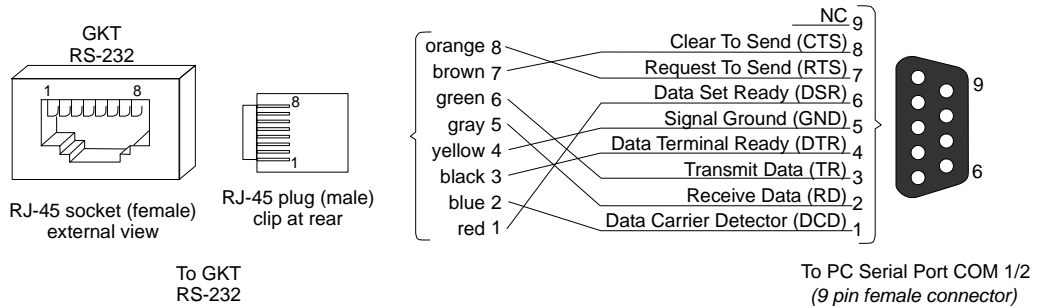 GKT
RS-232
1 8
RJ-45 socket (female)
external view
8
1
RJ-45 plug (male)
clip at rear
To GKT
RS-232
orange 8
brown 7
green 6
gray 5
yellow 4
black 3
blue 2
red 1
NC 9
Clear To Send (CTS) 8
Request To Send (RTS) 7
Data Set Ready (DSR) 6
Signal Ground (GND) 5
Data Terminal Ready (DTR) 4
Transmit Data (TR) 3
Receive Data (RD) 2
Data Carrier Detector (DCD) 1
9
6
To PC Serial Port COM 1/2
(9 pin female connector)